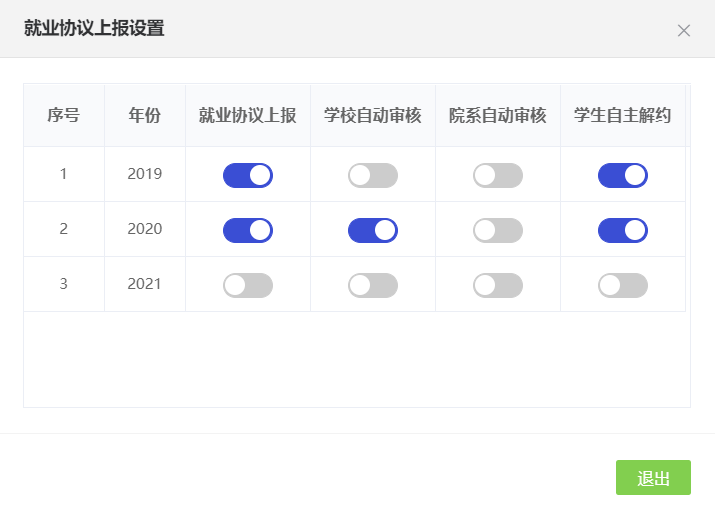 就业协议上报设置
序号 年份 就业协议上报 学校自动审核 院系自动审核 学生自主解约
1 2019
2 2020
3 2021
退出